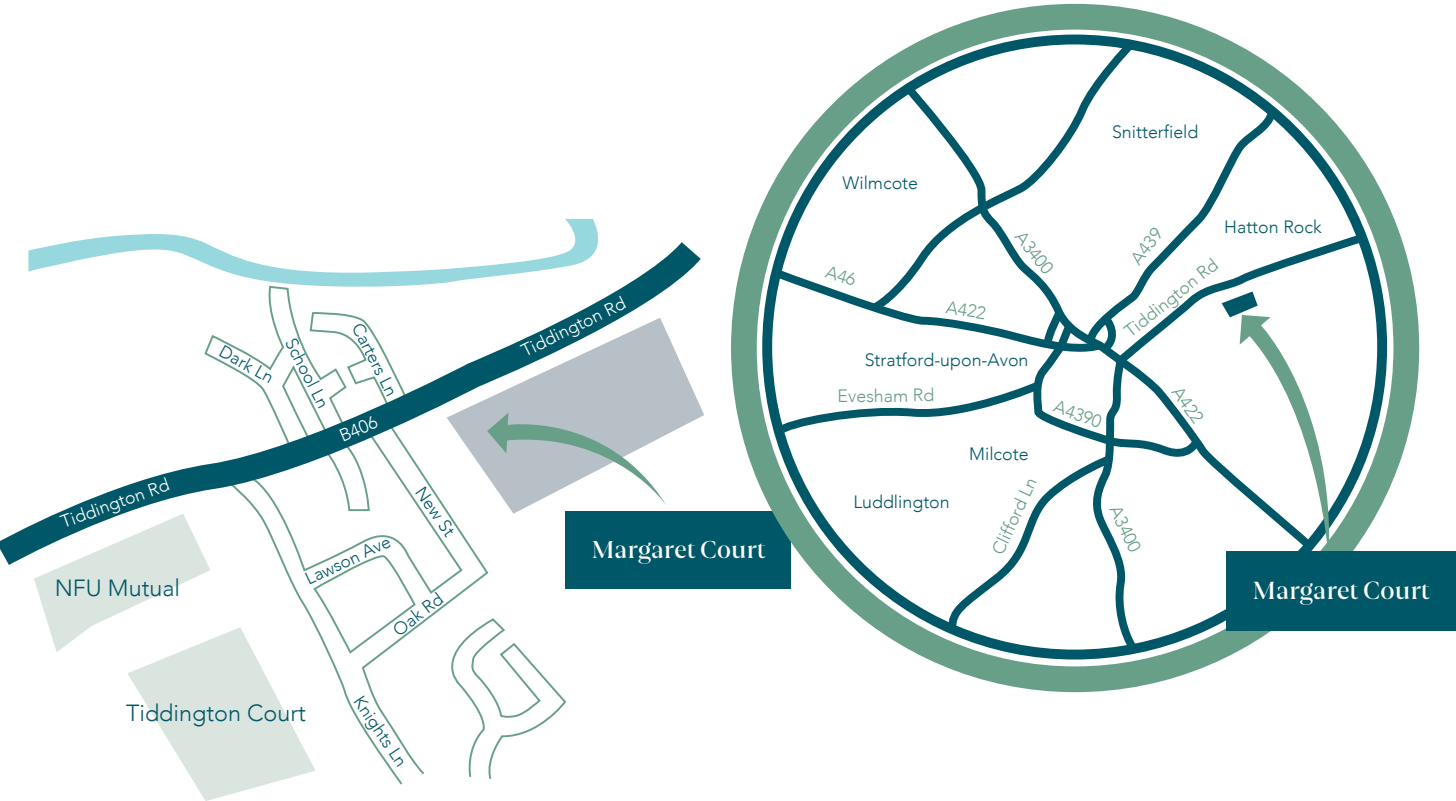 Tiddington Rd
Dark Ln
School Ln
Carters Ln
B406
Tiddington Rd
New St
Lawson Ave
Oak Rd
Knights Ln
NFU Mutual
Tiddington Court
Margaret Court
Snitterfield
Wilmcote
Hatton Rock
A3400
A439
A46
Tiddington Rd
A422
Stratford-upon-Avon
Evesham Rd
A4390
A422
Milcote
Luddlington
Clifford Ln
A3400
Margaret Court